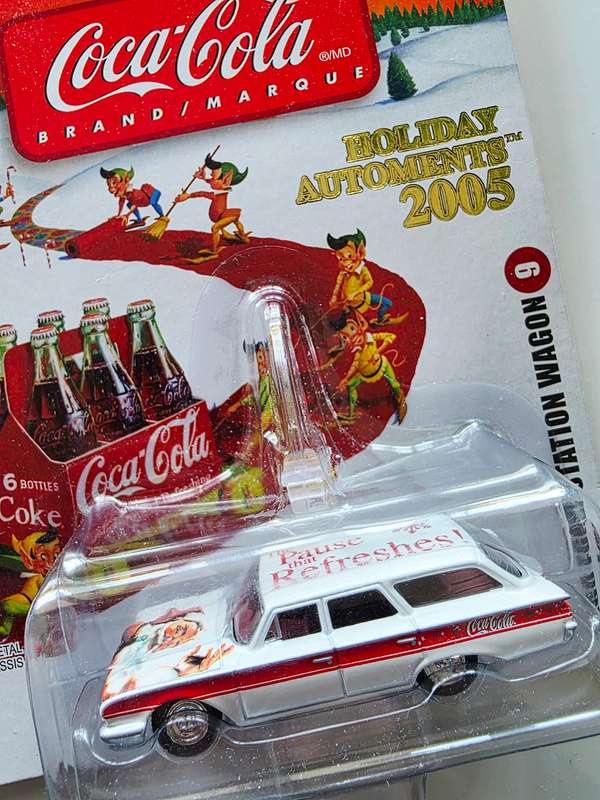 Coca-Cola
®/MD
BRAND/MARQUE
HOLIDAY
AUTOMENTS™
2005
9
STATION WAGON
6 BOTTLES
Coca-Cola
Coke
Pause
that
Refreshes!
Coca-Cola